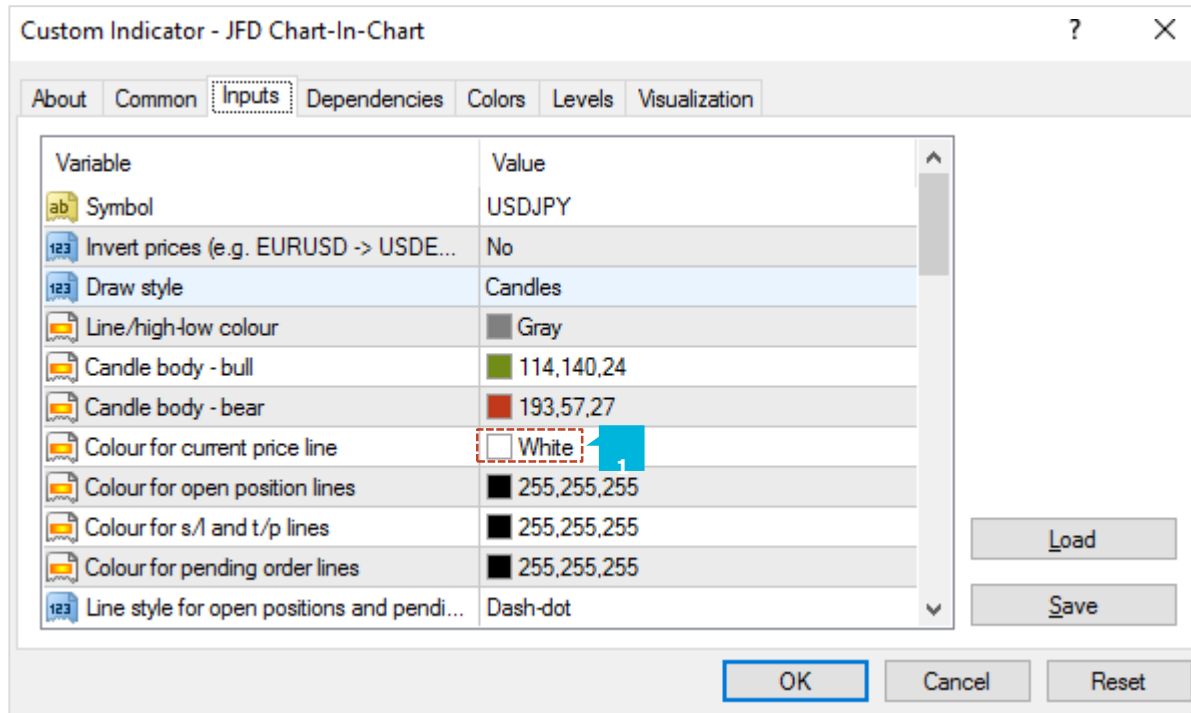 Custom Indicator - JFD Chart-In-Chart ?
About Common Inputs Dependencies Colors Levels Visualization
Variable Value
ab Symbol USDJPY
123 Invert prices (e.g. EURUSD -> USDE... No
123 Draw style Candles
Line/high-low colour Gray
Candle body - bull 114,140,24
Candle body - bear 193,57,27
Colour for current price line White 1
Colour for open position lines 255,255,255
Colour for s/l and t/p lines 255,255,255
Colour for pending order lines 255,255,255
123 Line style for open positions and pendi... Dash-dot
Load
Save
OK Cancel Reset